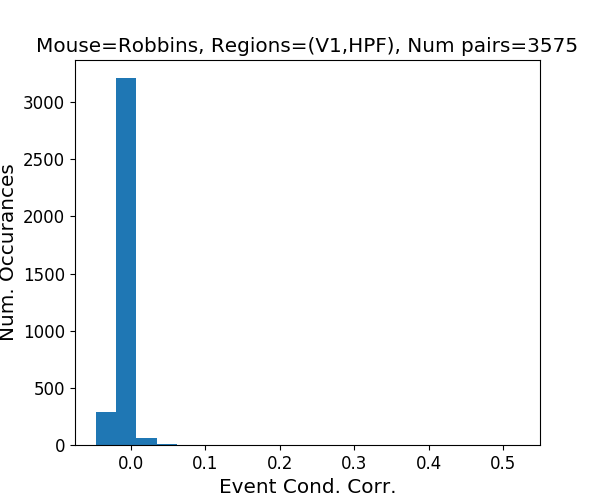 Mouse=Robbins, Regions=(V1,HPF), Num pairs=3575
Num. Occurances
3000
2500
2000
1500
1000
500
0
0.0 0.1 0.2 0.3 0.4 0.5
Event Cond. Corr.